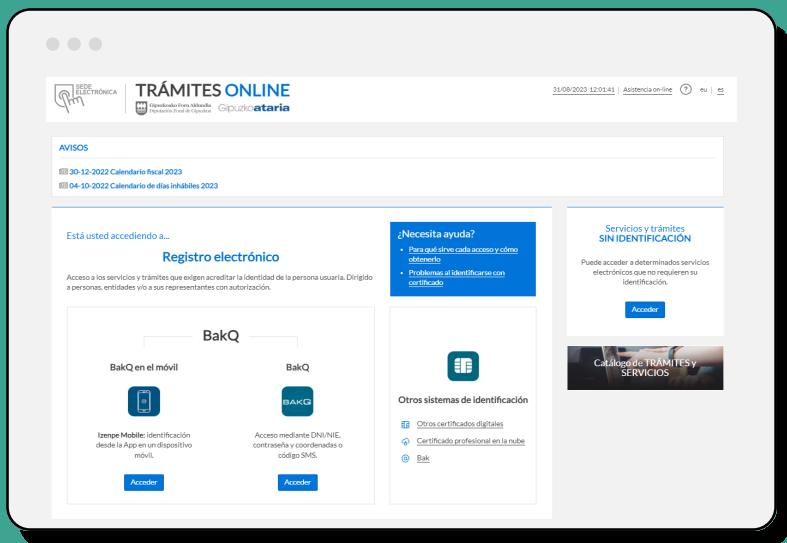 SEDE
ELECTRÓNICA
TRÁMITES ONLINE
Gipuzkoako Foru Aldundia
Diputación Foral de Gipuzkoa
Gipuzkoataria
31/08/2023 12:01:41 | Asistencia on-line ? eu | es
AVISOS
30-12-2022 Calendario fiscal 2023
04-10-2022 Calendario de días inhábiles 2023
Está usted accediendo a...
Registro electrónico
Acceso a los servicios y trámites que exigen acreditar la identidad de la persona usuaria. Dirigido
a personas, entidades y/o a sus representantes con autorización.
¿Necesita ayuda?
• Para qué sirve cada acceso y cómo
obtenerlo
• Problemas al identificarse con
certificado
Servicios y trámites
SIN IDENTIFICACIÓN
Puede acceder a determinados servicios
electrónicos que no requieren su
identificación.
Acceder
Catálogo de TRÁMITES y
SERVICIOS
BakQ
BakQ en el móvil
Izenpe Mobile: identificación
desde la App en un dispositivo
móvil.
Acceder
BakQ
BAKQ
Acceso mediante DNI/NIE,
contraseña y coordenadas o
código SMS.
Acceder
Otros sistemas de identificación
Otros certificados digitales
Certificado profesional en la nube
Bak